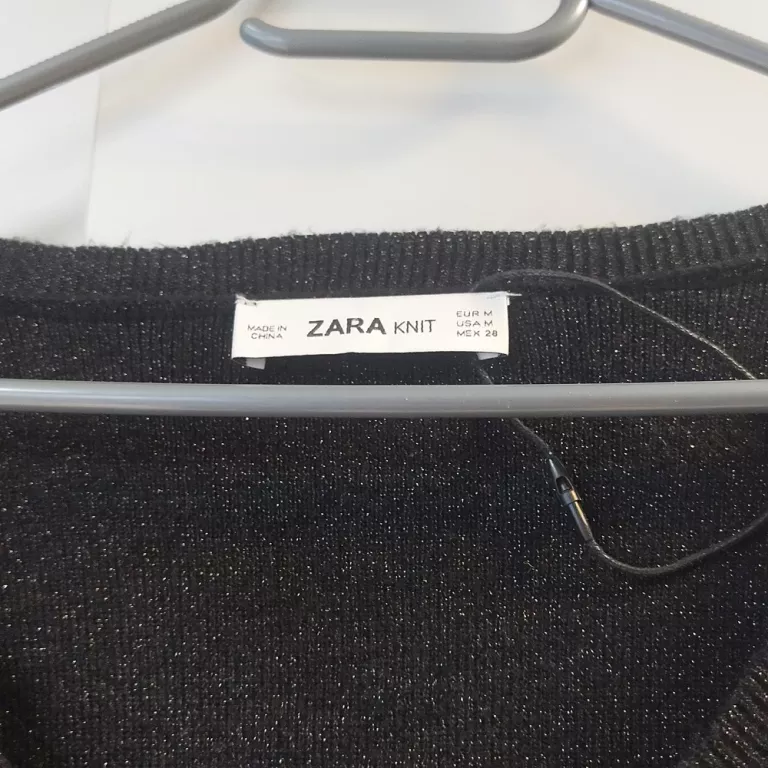 MADE IN
CHINA
ZARA KNIT
EUR M
USA M
MEX 28